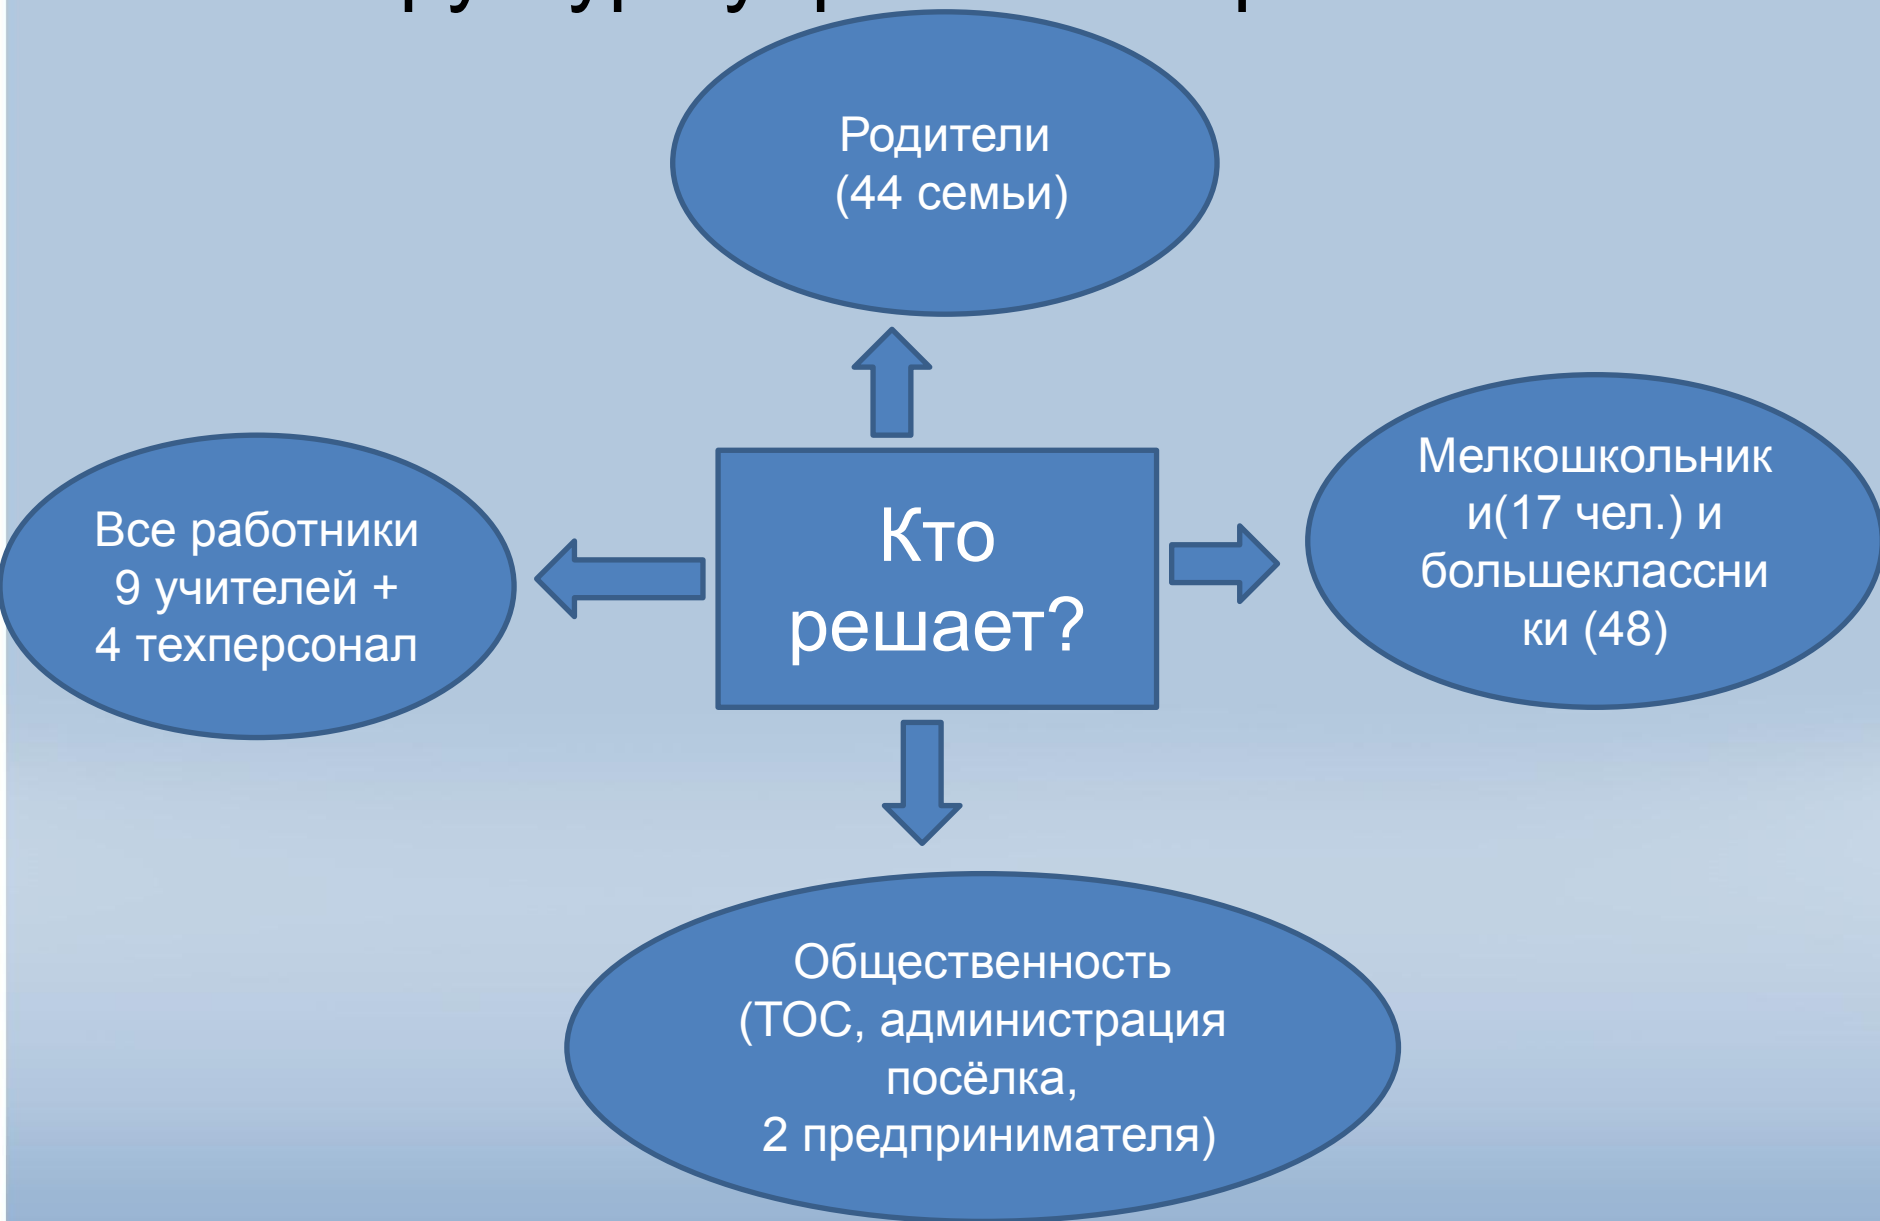 Родители
(44 семьи)
Мелкошкольник
и(17 чел.) и
большеклассни
ки (48)
Все работники
9 учителей +
4 техперсонал
Кто
решает?
Общественность
(ТОС, администрация
посёлка,
2 предпринимателя)